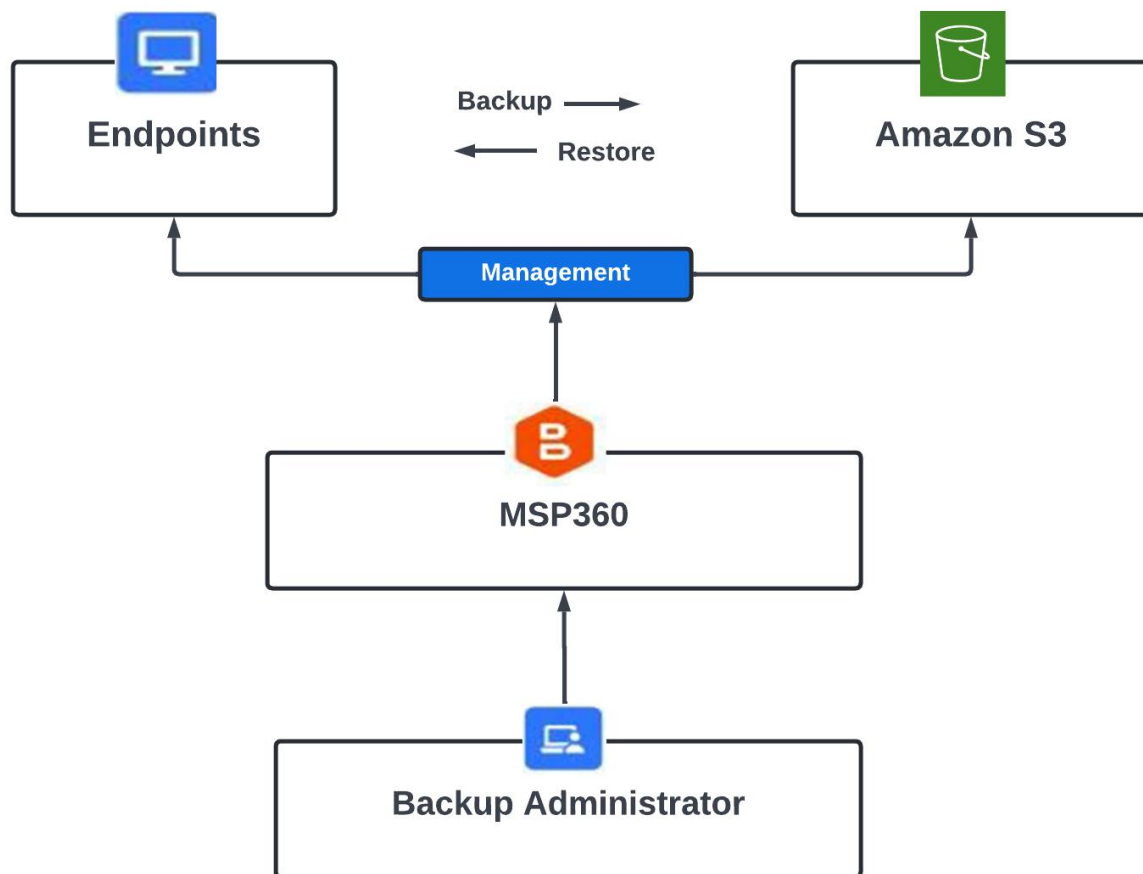 Endpoints
Backup
Restore
Amazon S3
Management
MSP360
Backup Administrator